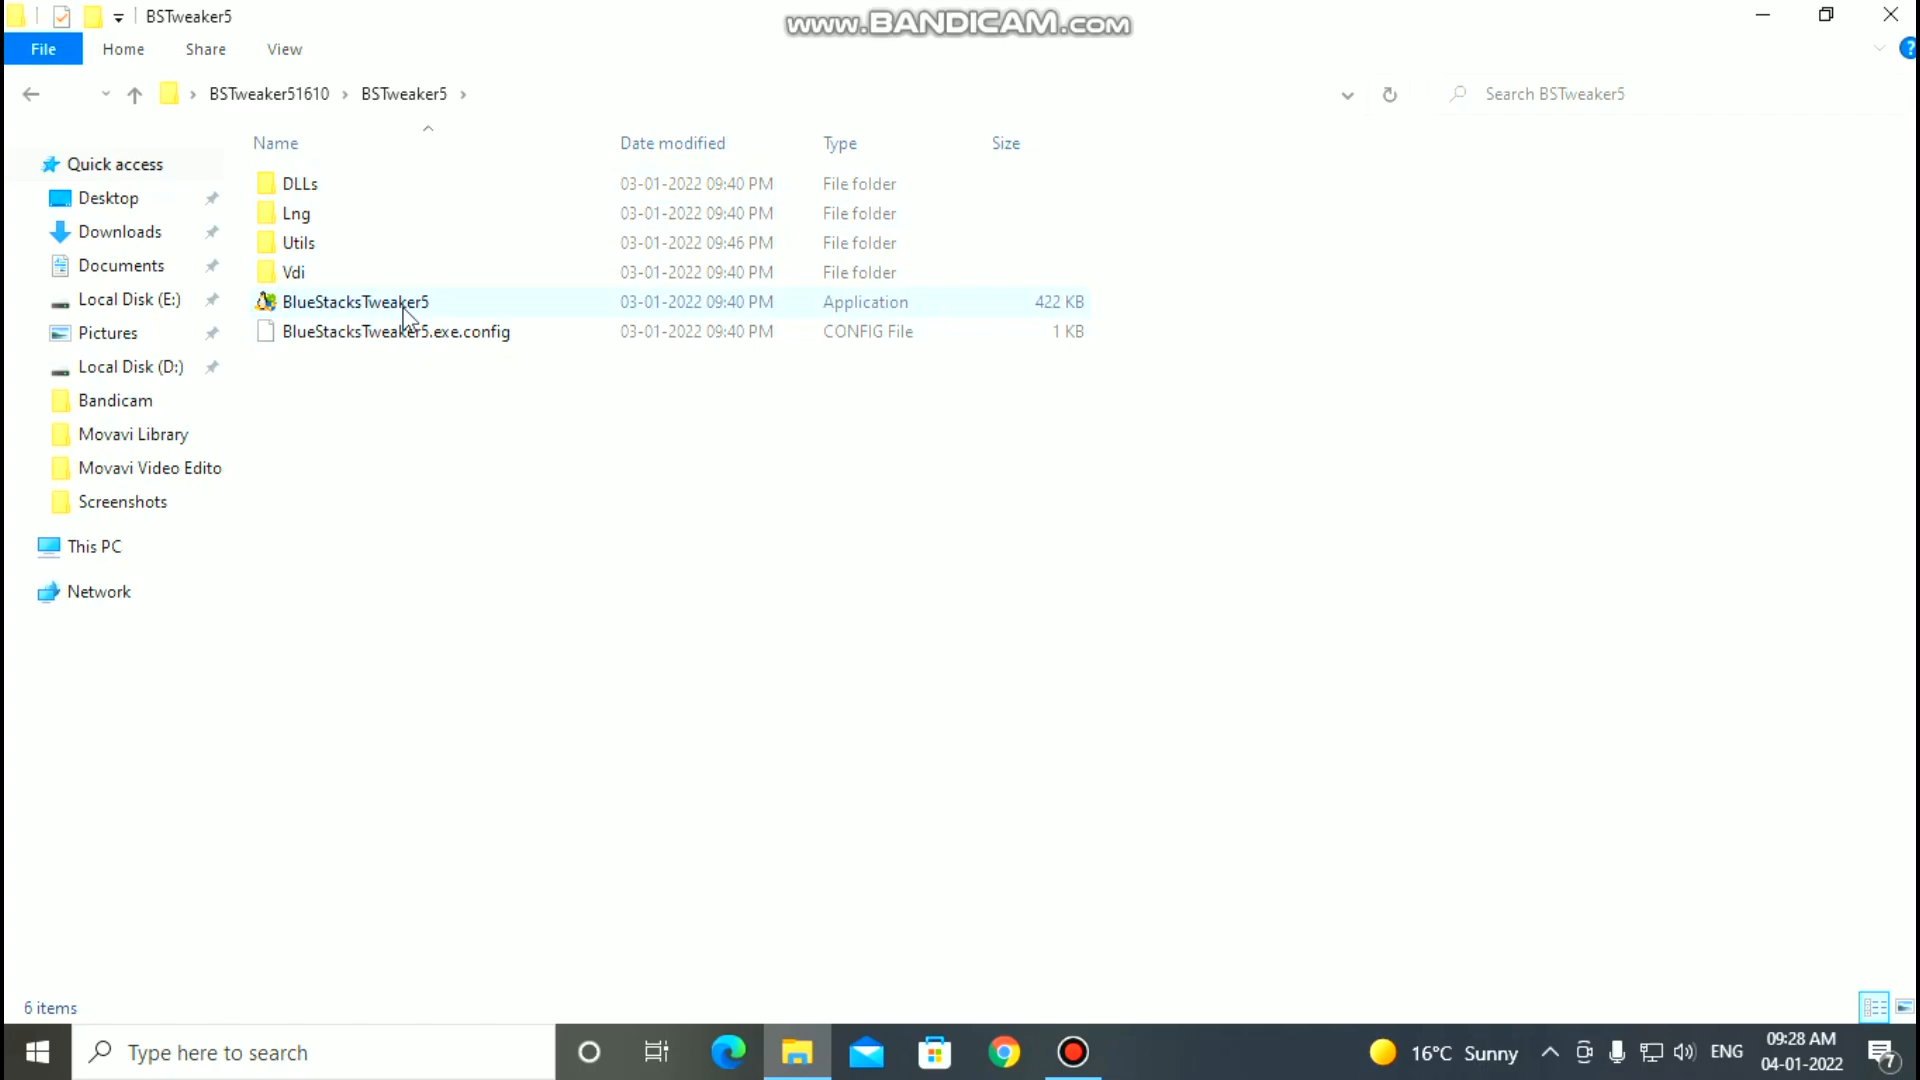 BSTweaker5
www.BANDICAM.com
File Home Share View
BSTweaker51610 BSTweaker5
Search BSTweaker5
Name Date modified Type Size
Quick access
Desktop
Downloads
Documents
Local Disk (E:)
Pictures
Local Disk (D:)
Bandicam
Movavi Library
Movavi Video Edito
Screenshots
This PC
Network
DLLs 03-01-2022 09:40 PM File folder
Lng 03-01-2022 09:40 PM File folder
Utils 03-01-2022 09:46 PM File folder
Vdi 03-01-2022 09:40 PM File folder
BlueStacksTweaker5 03-01-2022 09:40 PM Application 422 KB
BlueStacksTweaker5.exe.config 03-01-2022 09:40 PM CONFIG File 1 KB
6 items
Type here to search
16°C Sunny
ENG
09:28 AM
04-01-2022
7